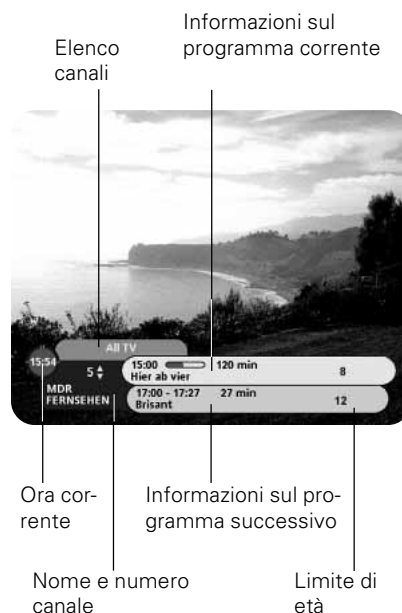 Informazioni sul
programma corrente
Elenco
canali
All TV
15:54
5
MDR
FERNSEHEN
15:00 120 min
Hier ab vier
8
17:00 - 17:27 27 min
Brisant
12
Ora cor-
rente
Informazioni sul pro-
gramma successivo
Nome e numero
canale
Limite di
età